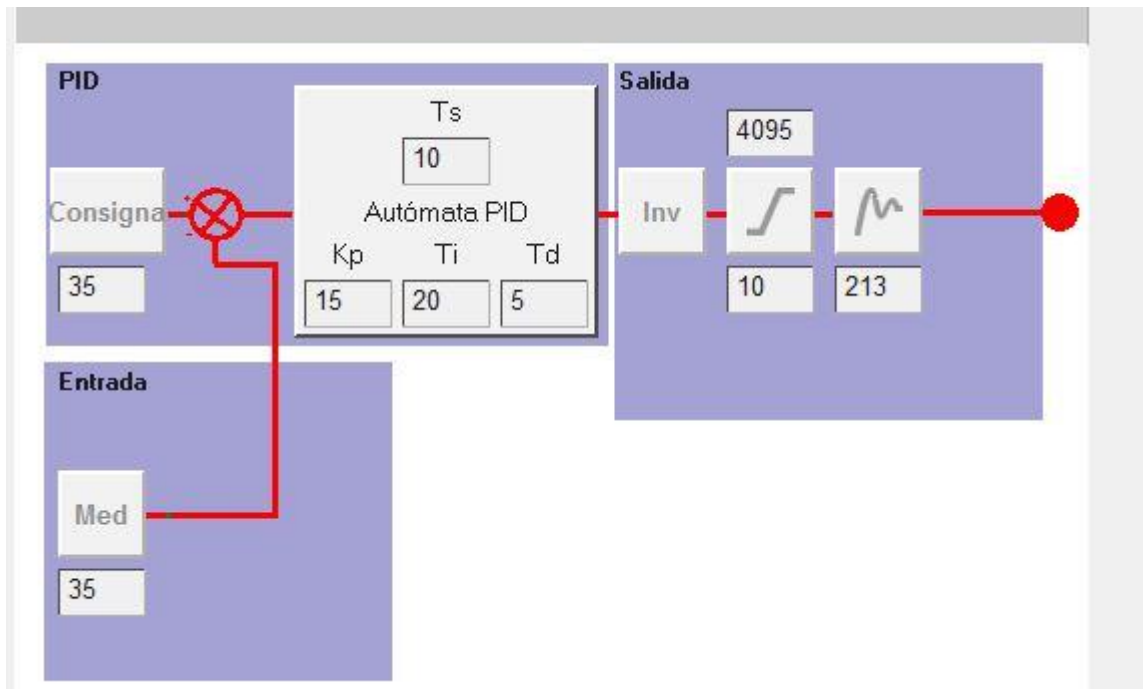 PID
Ts
10
Autómata PID
Kp Ti Td
15 20 5
Consigna
35
Salida
4095
Inv
10 213
Entrada
Med
35